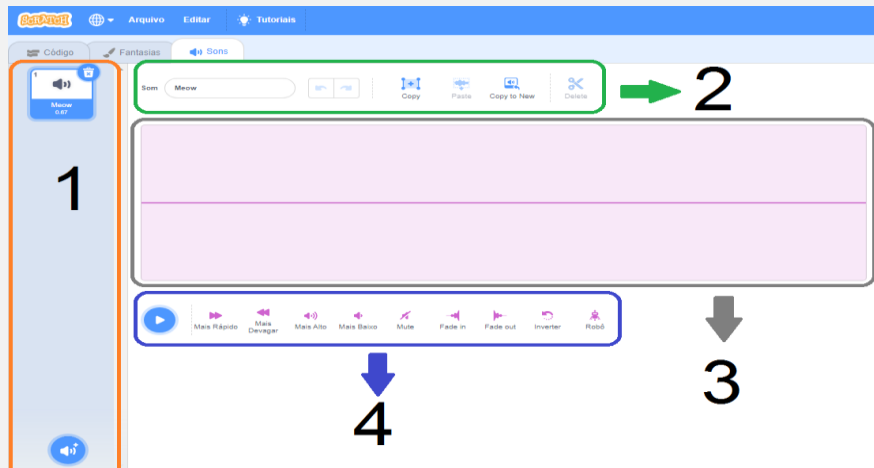 SCRATCH Arquivo Editar Tutoriais
Código Fantasias Sons
1
Meow
0.87
Som Meow Copy Paste Copy to New Delete
2
1
Mais Rápido Mais Devagar Mais Alto Mais Baixo Mute Fade in Fade out Inverter Robô
3
4